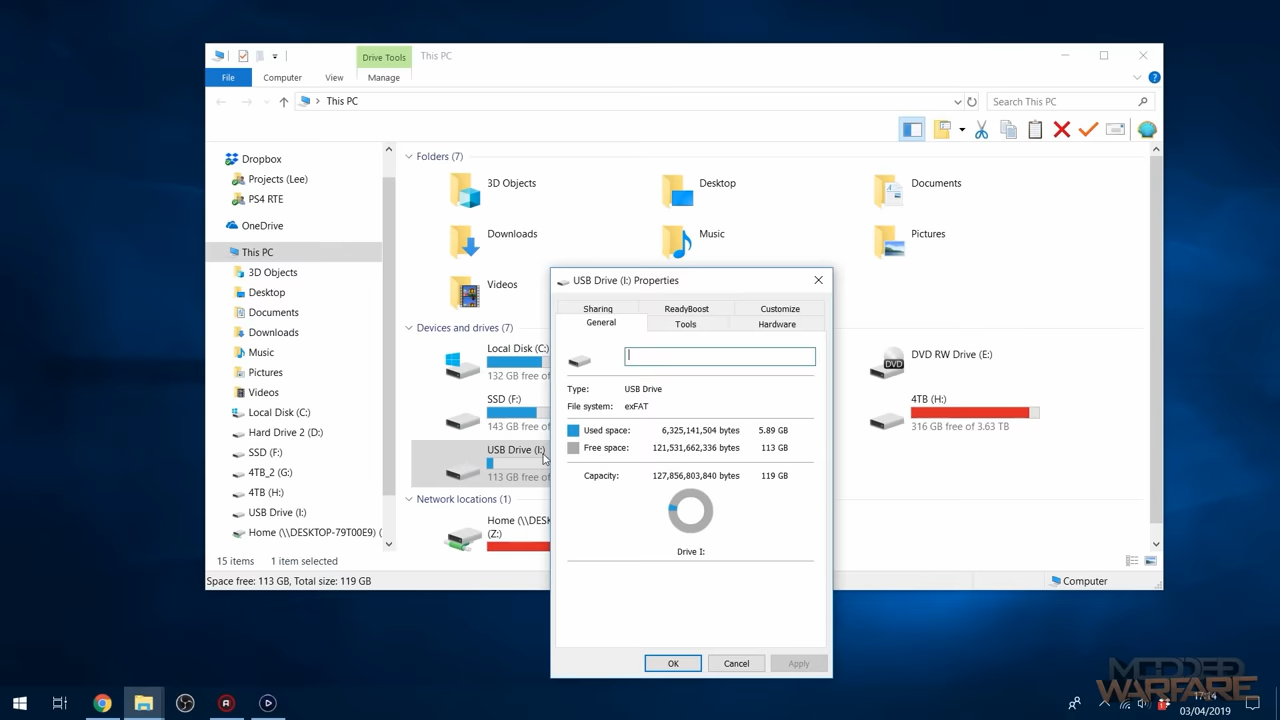 Drive Tools
This PC
File
Computer
View
Manage
This PC
Search This PC
Dropbox
Projects (Lee)
PS4 RTE
OneDrive
This PC
3D Objects
Desktop
Documents
Downloads
Music
Pictures
Videos
Local Disk (C:)
Hard Drive 2 (D:)
SSD (F:)
4TB_2 (G:)
4TB (H:)
USB Drive (I:)
Home (\\DESKTOP-79T00E9) (
Folders (7)
3D Objects
Desktop
Documents
Downloads
Music
Pictures
Videos
Devices and drives (7)
Local Disk (C:)
132 GB free of
DVD RW Drive (E:)
DVD
SSD (F:)
143 GB free of
4TB (H:)
316 GB free of 3.63 TB
USB Drive (I:)
113 GB free of
Network locations (1)
Home (\\DESK
(Z:)
USB Drive (I:) Properties
Sharing
ReadyBoost
Customize
General
Tools
Hardware
Type: USB Drive
File system: exFAT
Used space: 6,325,141,504 bytes 5.89 GB
Free space: 121,531,662,336 bytes 113 GB
Capacity: 127,856,803,840 bytes 119 GB
Drive I:
OK
Cancel
Apply
15 items
1 item selected
Space free: 113 GB, Total size: 119 GB
Computer
MODDED
WARFARE
17:14
03/04/2019